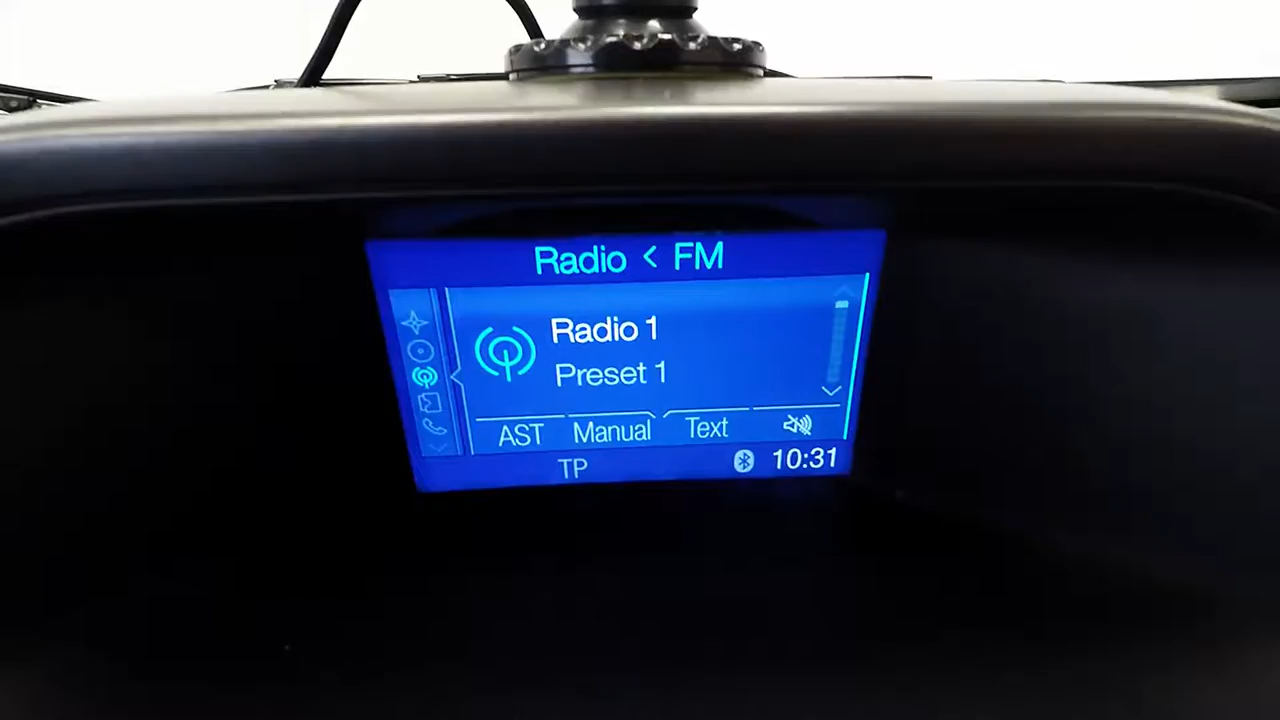 Radio < FM
Radio 1
Preset 1
AST Manual Text
TP 10:31